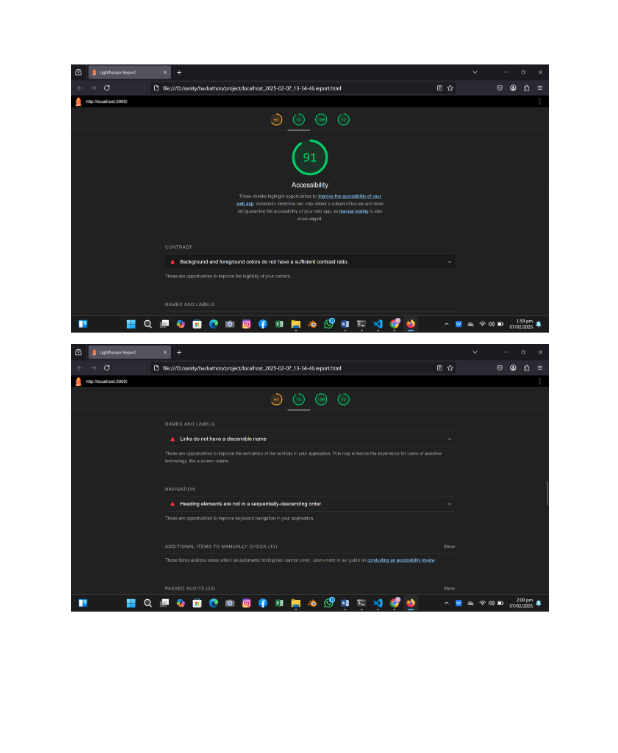 Lighthouse Report
file:///D:/sanity/hackathon/project/localhost_2025-02-07_13-54-46.report.html
http://localhost:3000/
91
100
91
Accessibility
These checks highlight opportunities to improve the accessibility of your
web app. Automatic detection can only detect a subset of issues and does
not guarantee the accessibility of your web app, so manual testing is also
encouraged.
CONTRAST
Background and foreground colors do not have a sufficient contrast ratio.
These are opportunities to improve the legibility of your content.
NAMES AND LABELS
1:59 pm
07/02/2025
Lighthouse Report
file:///D:/sanity/hackathon/project/localhost_2025-02-07_13-54-46.report.html
http://localhost:3000/
91
100
NAMES AND LABELS
Links do not have a discernible name
These are opportunities to improve the semantics of the controls in your application. This may enhance the experience for users of assistive
technology, like a screen reader.
NAVIGATION
Heading elements are not in a sequentially-descending order
These are opportunities to improve keyboard navigation in your application.
ADDITIONAL ITEMS TO MANUALLY CHECK (10) Show
These items address areas which an automated testing tool cannot cover. Learn more in our guide on conducting an accessibility review.
PASSED AUDITS (21) Show
2:00 pm
07/02/2025